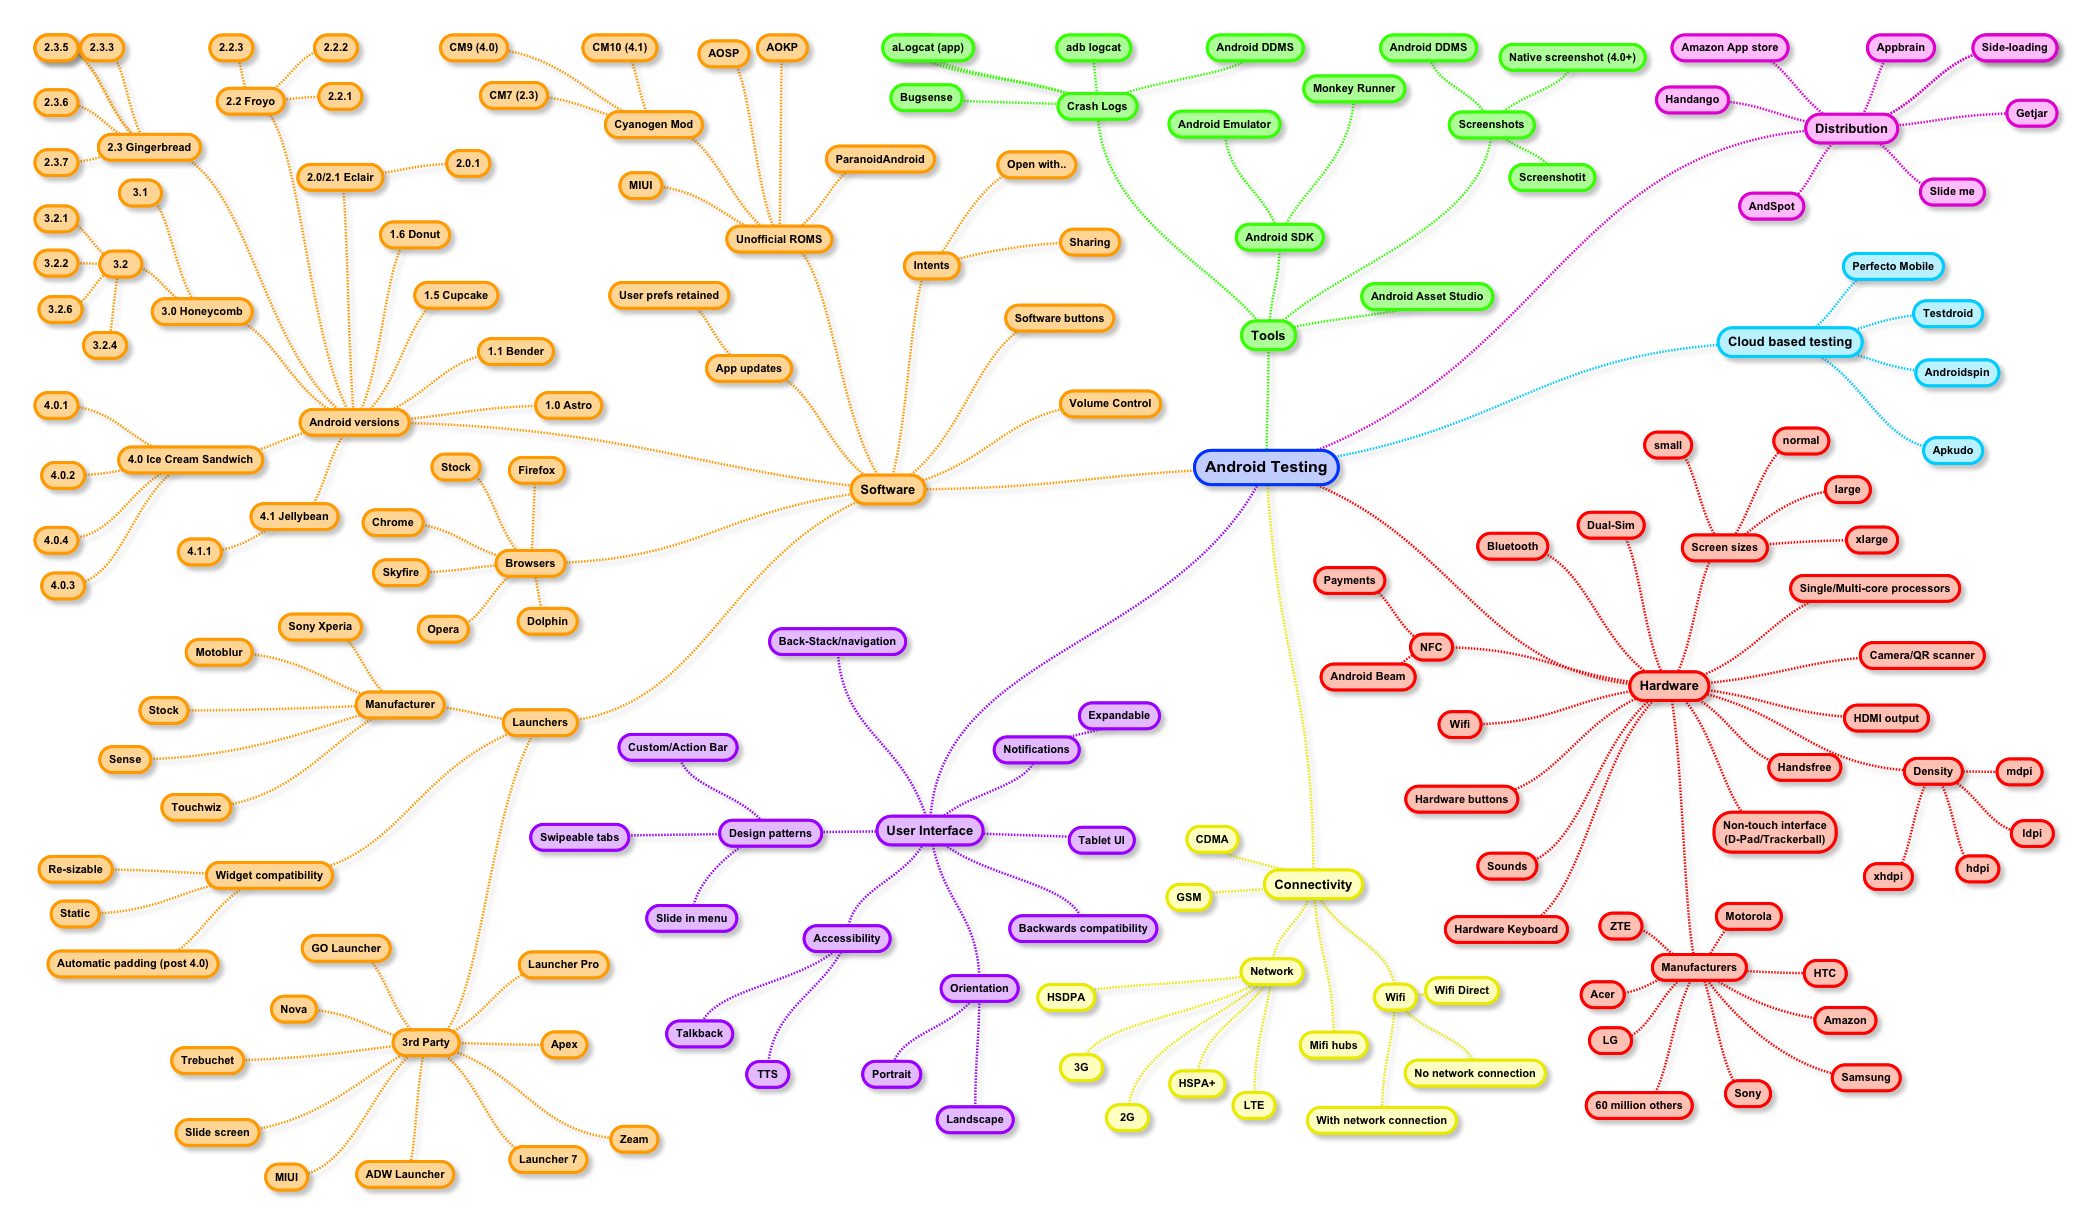 Android Testing
Software
Android versions
2.3 Gingerbread
2.3.5
2.3.3
2.3.6
2.3.7
2.2 Froyo
2.2.3
2.2.2
2.2.1
2.0/2.1 Eclair
2.0.1
1.6 Donut
1.5 Cupcake
1.1 Bender
1.0 Astro
3.0 Honeycomb
3.1
3.2
3.2.1
3.2.2
3.2.6
3.2.4
4.0 Ice Cream Sandwich
4.0.1
4.0.2
4.0.4
4.0.3
4.1 Jellybean
4.1.1
Unofficial ROMS
Cyanogen Mod
CM9 (4.0)
CM10 (4.1)
CM7 (2.3)
AOSP
AOKP
ParanoidAndroid
MIUI
Intents
Open with..
Sharing
App updates
User prefs retained
Software buttons
Volume Control
Browsers
Stock
Firefox
Chrome
Skyfire
Opera
Dolphin
Launchers
Manufacturer
Sony Xperia
Motoblur
Stock
Sense
Touchwiz
Widget compatibility
Re-sizable
Static
Automatic padding (post 4.0)
3rd Party
GO Launcher
Launcher Pro
Nova
Apex
Trebuchet
Slide screen
MIUI
ADW Launcher
Launcher 7
Zeam
Tools
Crash Logs
aLogcat (app)
adb logcat
Android DDMS
Bugsense
Android SDK
Android Emulator
Monkey Runner
Screenshots
Android DDMS
Native screenshot (4.0+)
Screenshotit
Android Asset Studio
Distribution
Amazon App store
Appbrain
Side-loading
Handango
Getjar
AndSpot
Slide me
Cloud based testing
Perfecto Mobile
Testdroid
Androidspin
Apkudo
Hardware
Screen sizes
small
normal
large
xlarge
Dual-Sim
Bluetooth
NFC
Payments
Android Beam
Single/Multi-core processors
Camera/QR scanner
HDMI output
Wifi
Handsfree
Density
mdpi
ldpi
hdpi
xhdpi
Hardware buttons
Non-touch interface
(D-Pad/Trackerball)
Sounds
Hardware Keyboard
Manufacturers
ZTE
Motorola
HTC
Acer
Amazon
LG
Samsung
Sony
60 million others
User Interface
Back-Stack/navigation
Notifications
Expandable
Design patterns
Custom/Action Bar
Swipeable tabs
Slide in menu
Tablet UI
Backwards compatibility
Accessibility
Talkback
TTS
Orientation
Portrait
Landscape
Connectivity
CDMA
GSM
Network
HSDPA
3G
2G
HSPA+
LTE
Mifi hubs
Wifi
Wifi Direct
No network connection
With network connection